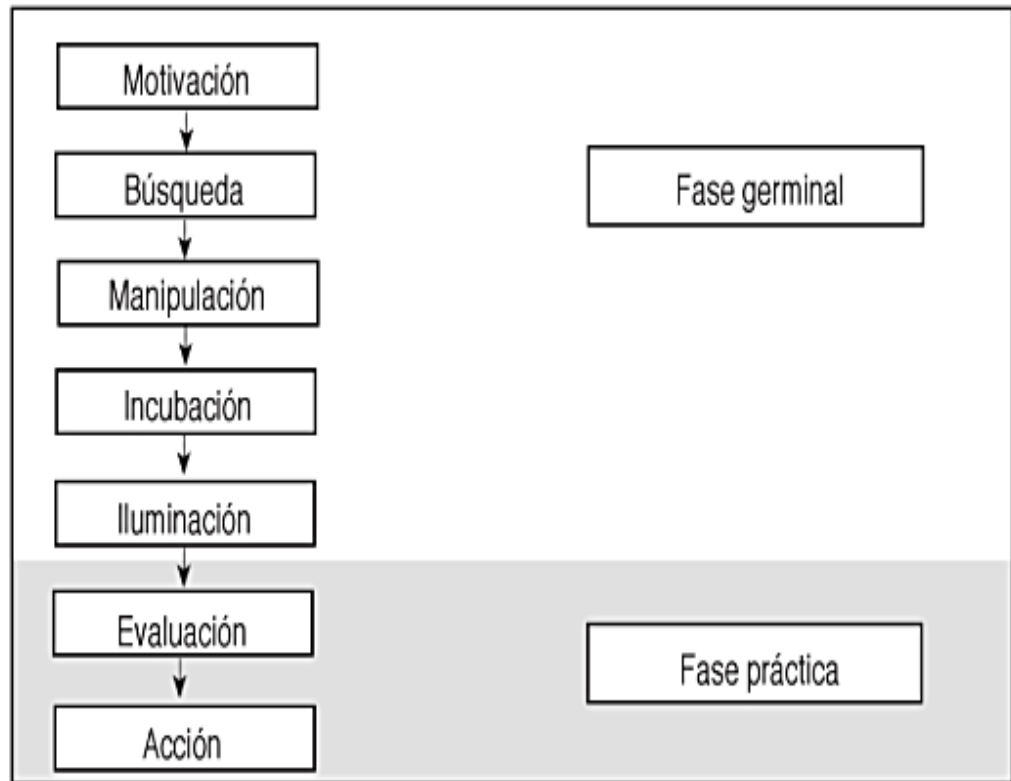 Motivación
Búsqueda
Fase germinal
Manipulación
Incubación
Iluminación
Evaluación
Fase práctica
Acción